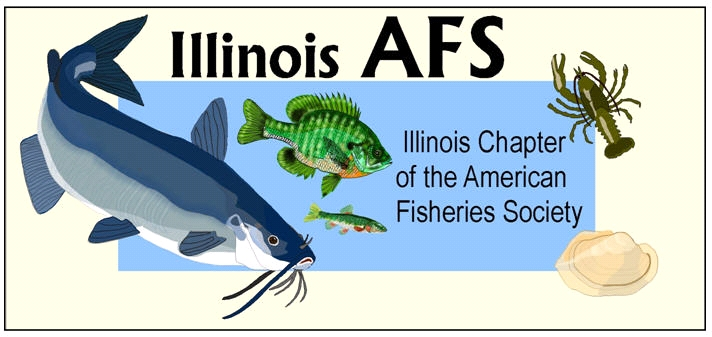 Illinois AFS
Illinois Chapter
of the American
Fisheries Society